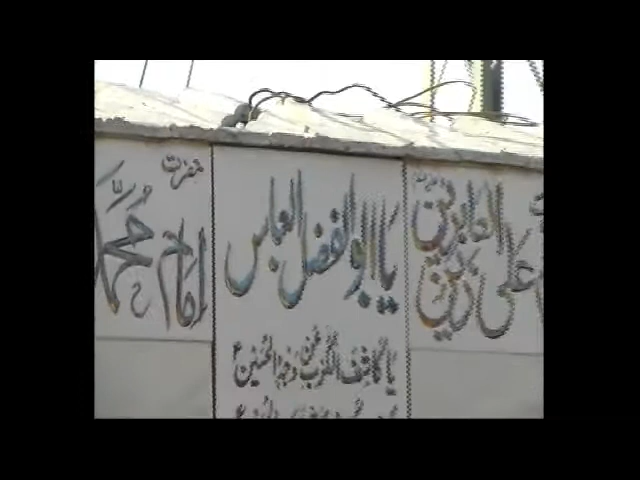 حضرت
امام محمد
یا ابوالفضل العباس
یا کاشف الکرب عن وجہ الحسین ع
علی زین العابدین